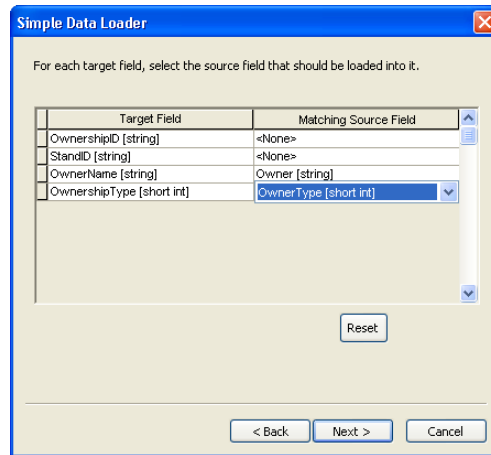 Simple Data Loader
For each target field, select the source field that should be loaded into it.
Target Field Matching Source Field
OwnershipID [string] <None>
StandID [string] <None>
OwnerName [string] Owner [string]
OwnershipType [short int] OwnerType [short int]
Reset
< Back Next > Cancel